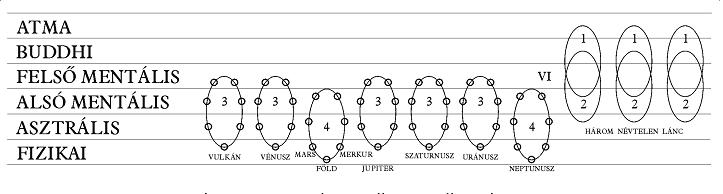 ATMA
1 1 1
BUDDHI
FELSŐ MENTÁLIS VI
ALSÓ MENTÁLIS 3 3 3 3 3 2 2 2
ASZTRÁLIS 4 4 HÁROM NÉVTELEN LÁNC
FIZIKAI VULKÁN VÉNUSZ MARS MERKUR SZATURNUSZ URÁNUSZ
FÖLD JUPITER NEPTUNUSZ